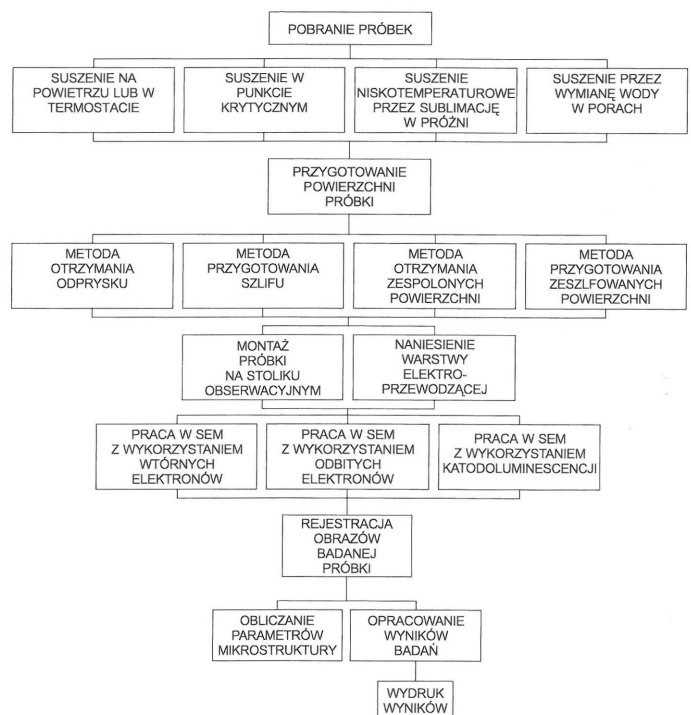 POBRANIE PRÓBEK
SUSZENIE NA
POWIETRZU LUB W
TERMOSTACIE
SUSZENIE W
PUNKCIE
KRYTYCZNYM
SUSZENIE
NISKOTEMPERATUROWE
PRZEZ SUBLIMACJĘ
W PRÓŻNI
SUSZENIE PRZEZ
WYMIANĘ WODY
W PORACH
PRZYGOTOWANIE
POWIERZCHNI
PRÓBKI
METODA
OTRZYMANIA
ODPRYSKU
METODA
PRZYGOTOWANIA
SZLIFU
METODA
OTRZYMANIA
ZESPOLONYCH
POWIERZCHNI
METODA
PRZYGOTOWANIA
ZESZLFOWANYCH
POWIERZCHNI
MONTAŻ
PRÓBKI
NA STOLIKU
OBSERWACYJNYM
NANIESIENIE
WARSTWY
ELEKTRO-
PRZEWODZĄCEJ
PRACA W SEM
Z WYKORZYSTANIEM
WTÓRNYCH
ELEKTRONÓW
PRACA W SEM
Z WYKORZYSTANIEM
ODBITYCH
ELEKTRONÓW
PRACA W SEM
Z WYKORZYSTANIEM
KATODOLUMINESCENCJI
REJESTRACJA
OBRAZÓW
BADANEJ
PRÓBKI
OBLICZANIE
PARAMETRÓW
MIKROSTRUKTURY
OPRACOWANIE
WYNIKÓW
BADAŃ
WYDRUK
WYNIKÓW